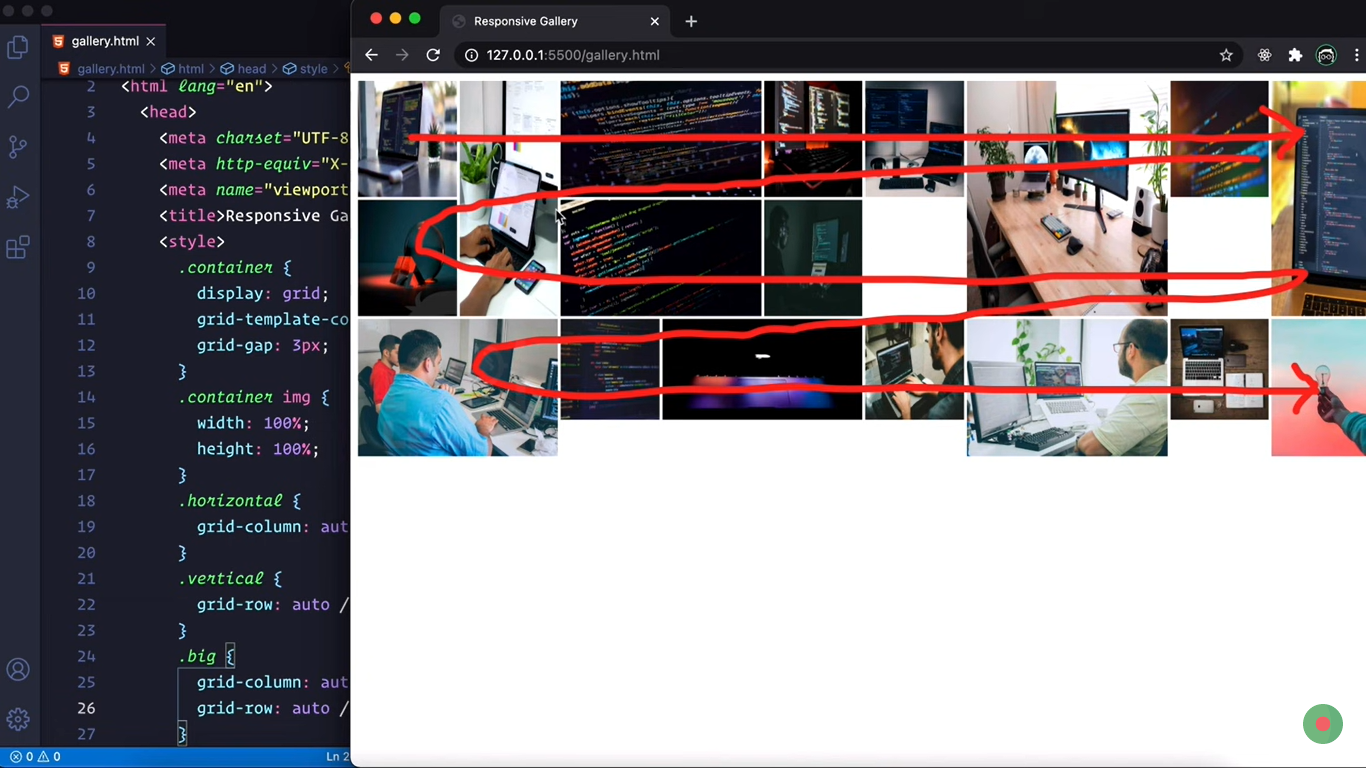 gallery.html
gallery.html > html > head > style >
2 <html lang="en">
3 <head>
4 <meta charset="UTF-8
5 <meta http-equiv="X-
6 <meta name="viewport
7 <title>Responsive Ga
8 <style>
9 .container {
10 display: grid;
11 grid-template-co
12 grid-gap: 3px;
13 }
14 .container img {
15 width: 100%;
16 height: 100%;
17 }
18 .horizontal {
19 grid-column: aut
20 }
21 .vertical {
22 grid-row: auto /
23 }
24 .big {
25 grid-column: aut
26 grid-row: auto /
27 }
0 0
Ln 2
Responsive Gallery
127.0.0.1:5500/gallery.html